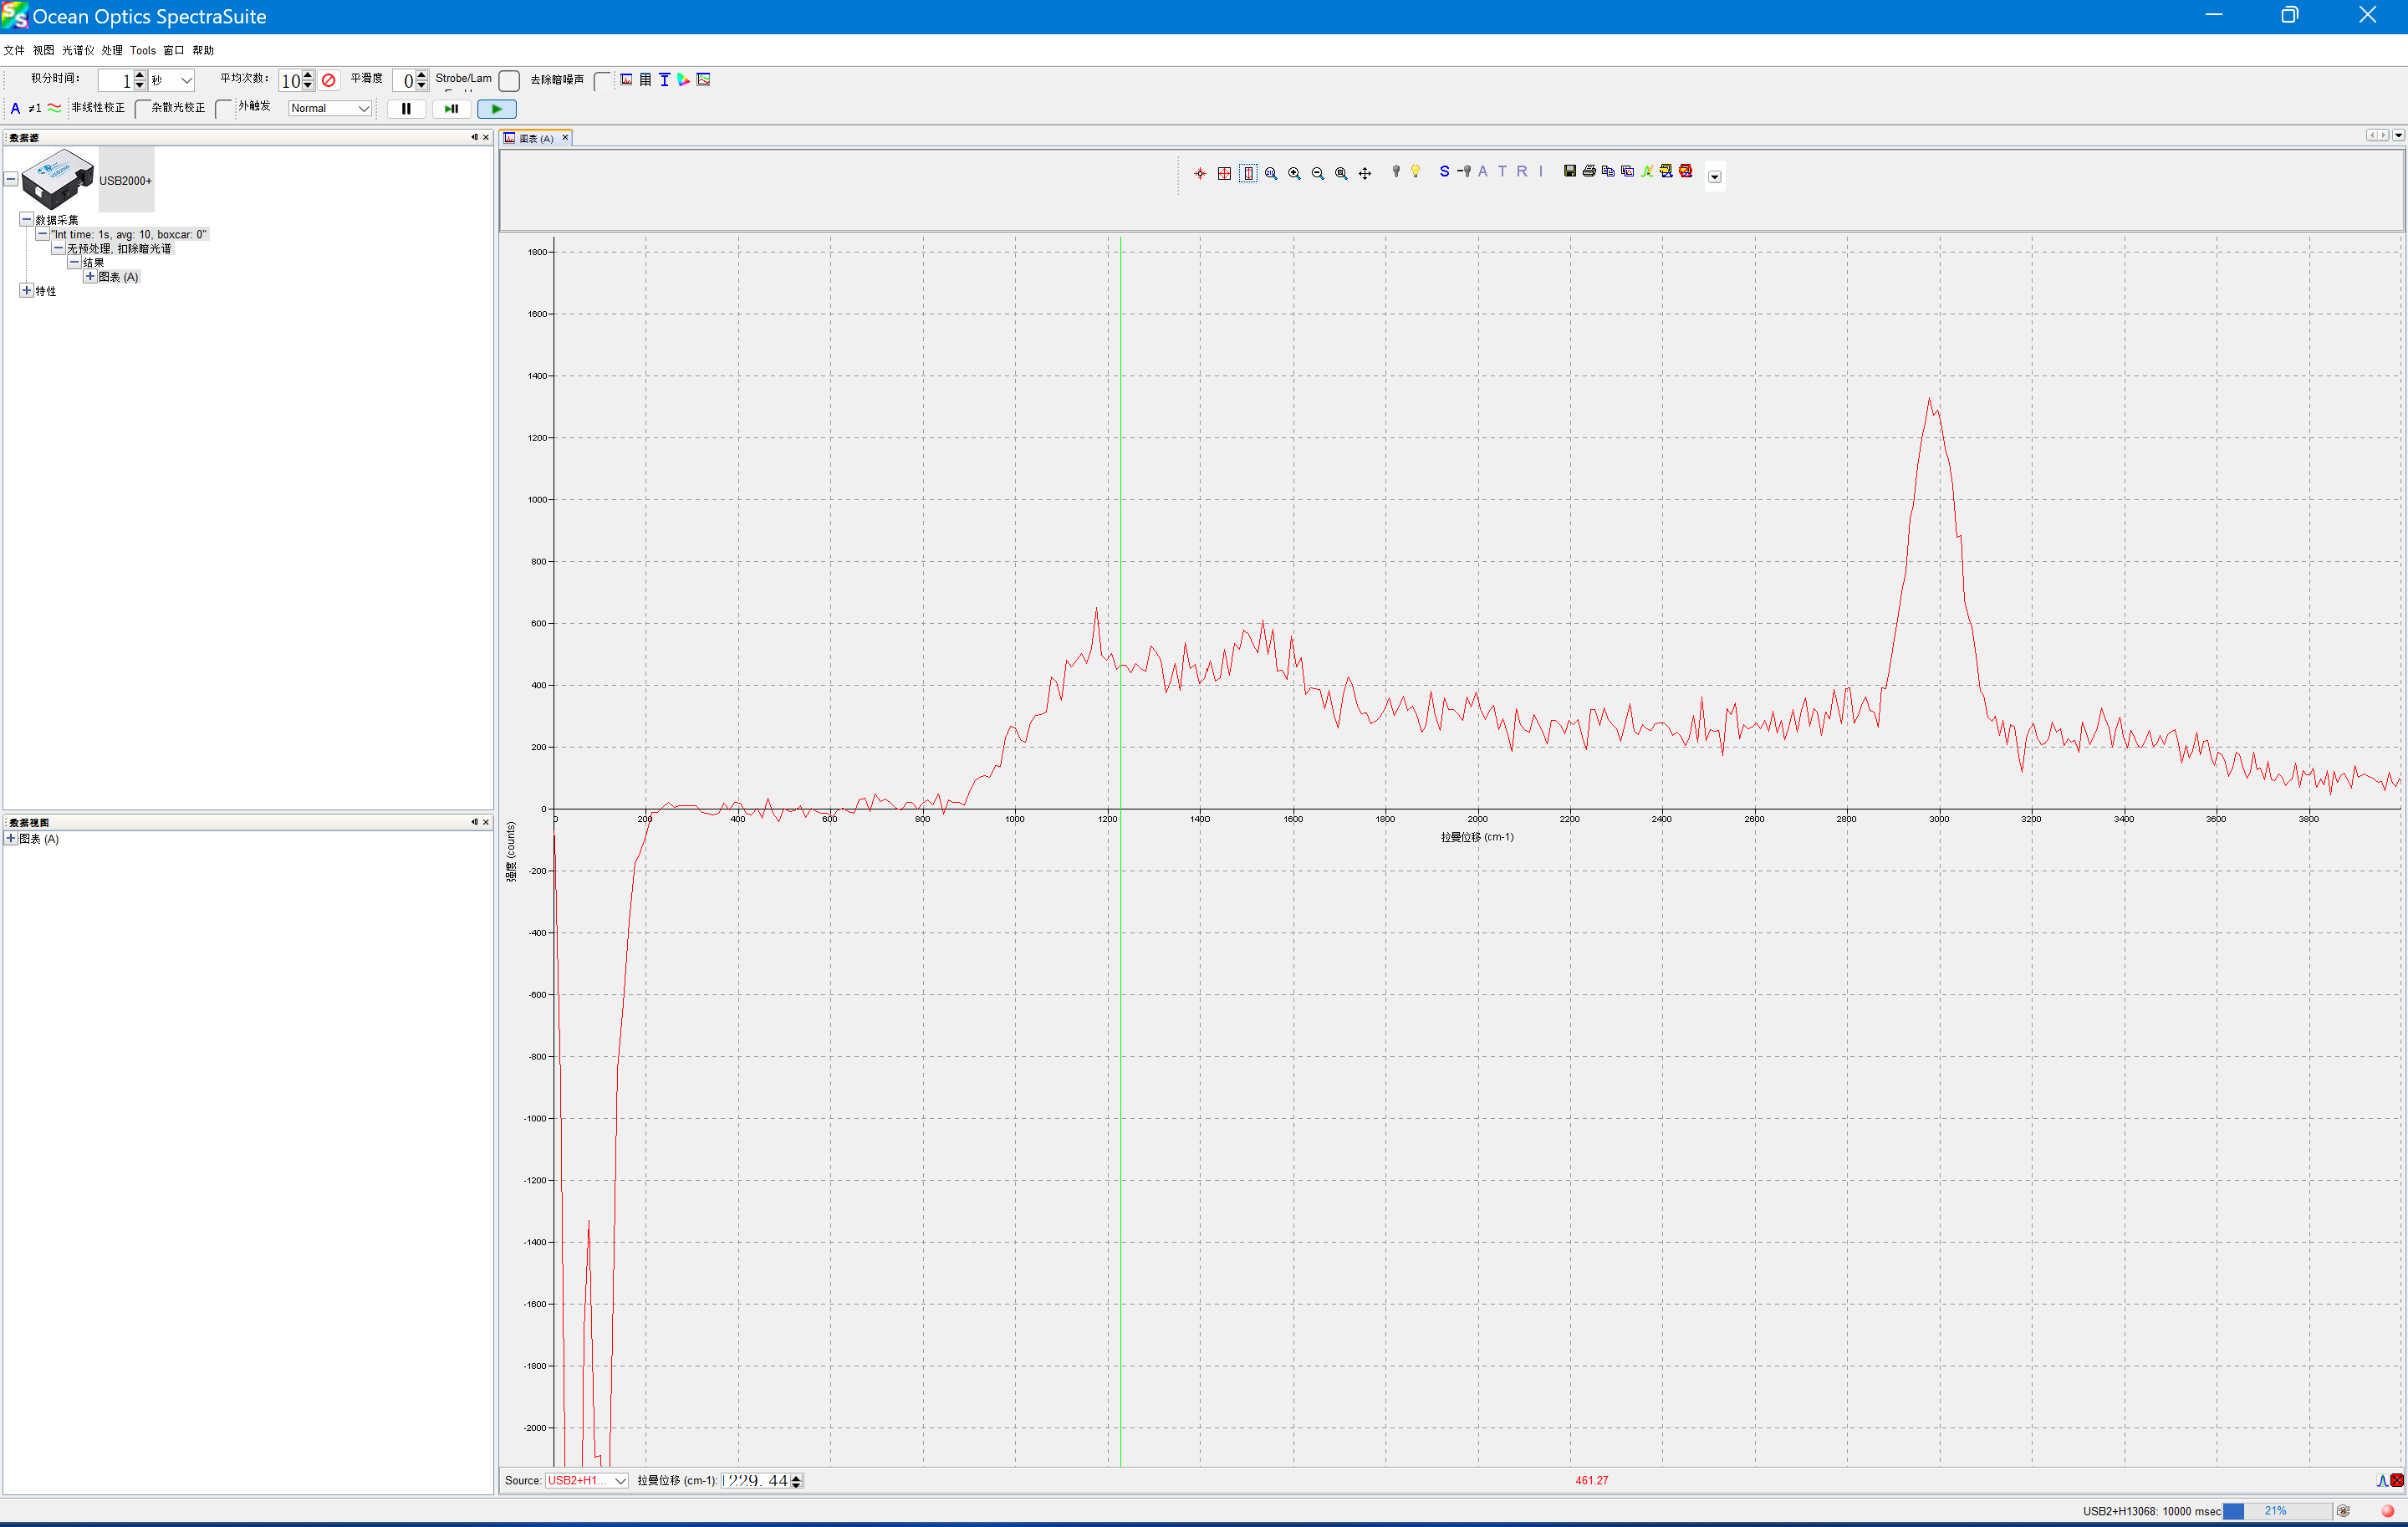 Ocean Optics SpectraSuite
文件 视图 光谱仪 处理 Tools 窗口 帮助
积分时间: 1 秒 平均次数: 10 平滑度 0 Strobe/Lam 去除暗噪声
A ≠1 非线性校正 杂散光校正 外触发 Normal
数据源
USB2000+
数据采集
"Int time: 1s, avg: 10, boxcar: 0"
无预处理, 扣除暗光谱
结果
图表 (A)
特性
数据视图
图表 (A)
图表 (A)
S A T R I
1800
1600
1400
1200
1000
800
600
400
200
0
-200
-400
-600
-800
-1000
-1200
-1400
-1600
-1800
-2000
强度 (counts)
0 200 400 600 800 1000 1200 1400 1600 1800 2000 2200 2400 2600 2800 3000 3200 3400 3600 3800
拉曼位移 (cm-1)
Source: USB2+H1... 拉曼位移 (cm-1): 1229.44 461.27
USB2+H13068: 10000 msec 21%